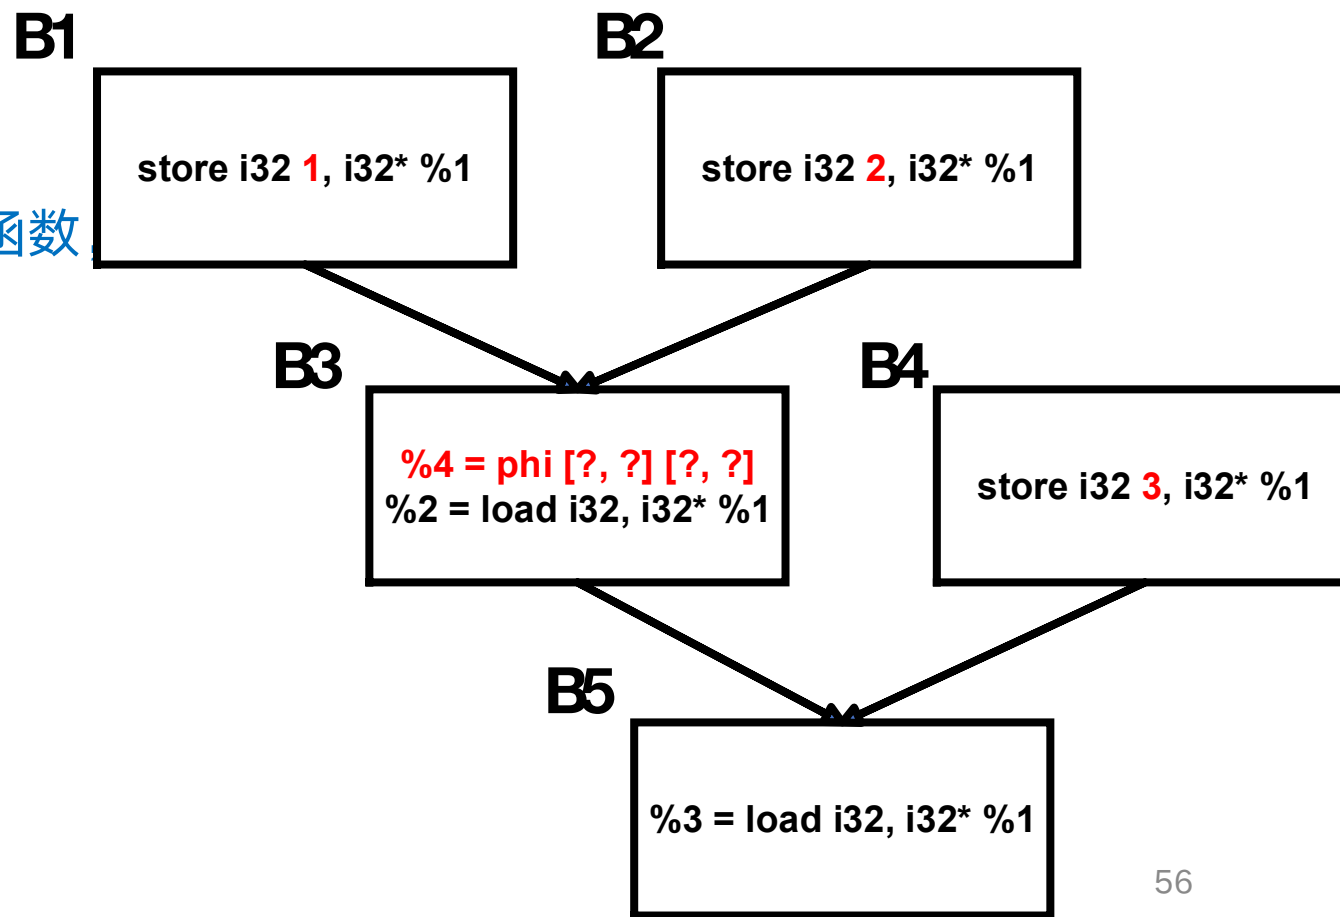 B1
B2
store i32 1, i32* %1
store i32 2, i32* %1
函数
B3
B4
%4 = phi [?, ?] [?, ?]
%2 = load i32, i32* %1
store i32 3, i32* %1
B5
%3 = load i32, i32* %1
56